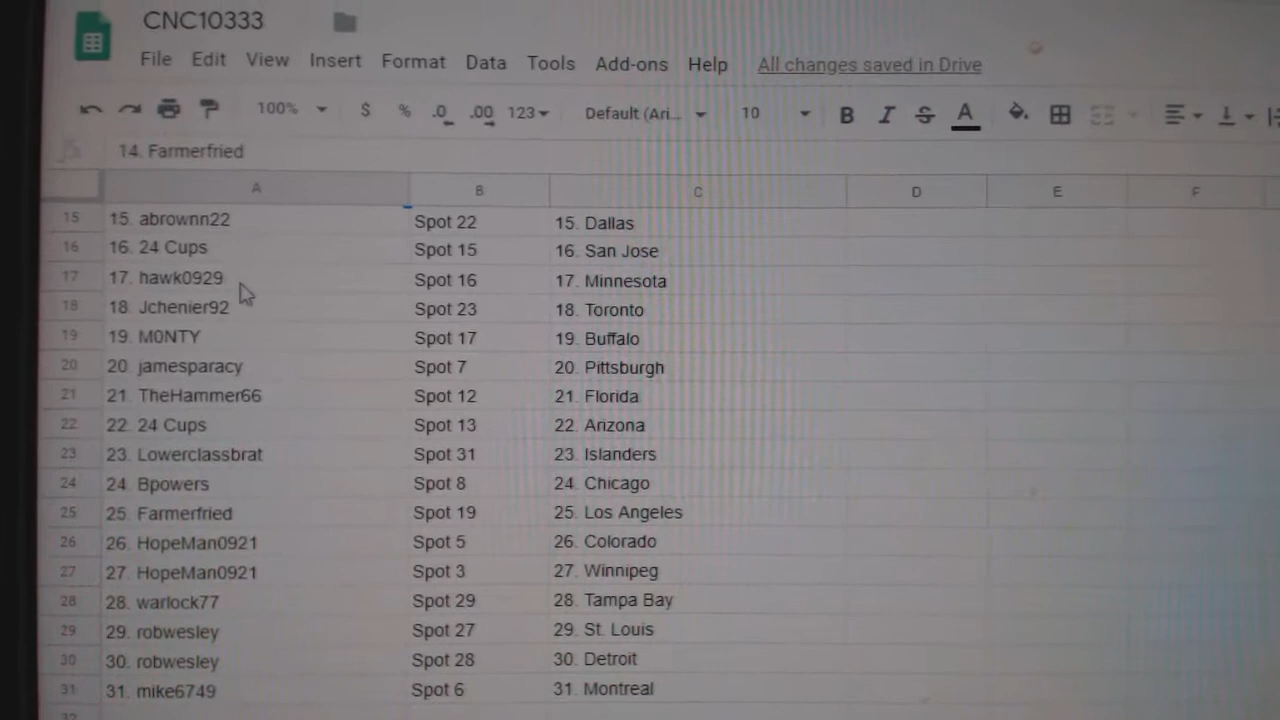 CNC10333
File Edit View Insert Format Data Tools Add-ons Help All changes saved in Drive
100% $ % .0 .00 123 Default (Ari... 10 B I S A
fx 14. Farmerfried
A B C D E F
15 15. abrownn22 Spot 22 15. Dallas
16 16. 24 Cups Spot 15 16. San Jose
17 17. hawk0929 Spot 16 17. Minnesota
18 18. Jchenier92 Spot 23 18. Toronto
19 19. M0NTY Spot 17 19. Buffalo
20 20. jamesparacy Spot 7 20. Pittsburgh
21 21. TheHammer66 Spot 12 21. Florida
22 22. 24 Cups Spot 13 22. Arizona
23 23. Lowerclassbrat Spot 31 23. Islanders
24 24. Bpowers Spot 8 24. Chicago
25 25. Farmerfried Spot 19 25. Los Angeles
26 26. HopeMan0921 Spot 5 26. Colorado
27 27. HopeMan0921 Spot 3 27. Winnipeg
28 28. warlock77 Spot 29 28. Tampa Bay
29 29. robwesley Spot 27 29. St. Louis
30 30. robwesley Spot 28 30. Detroit
31 31. mike6749 Spot 6 31. Montreal
32